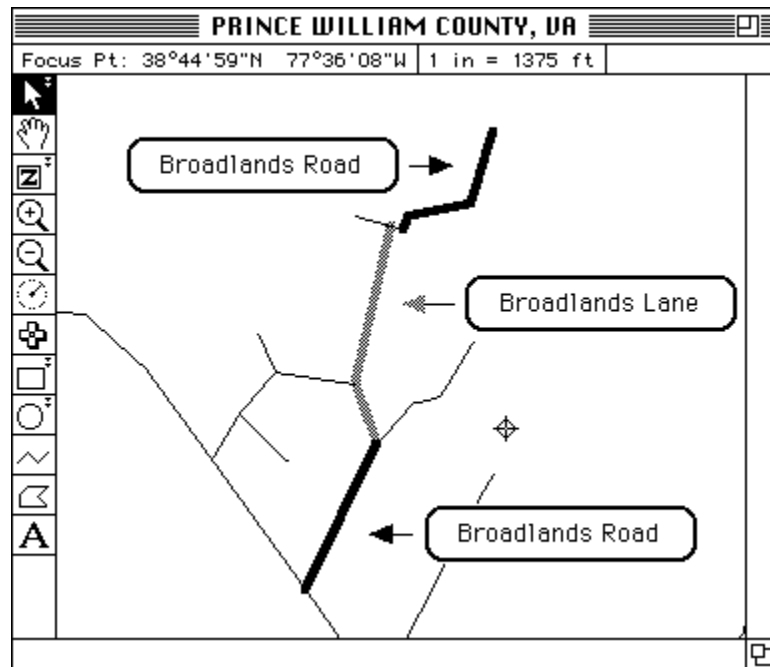 PRINCE WILLIAM COUNTY, VA
Focus Pt: 38°44'59"N 77°36'08"W 1 in = 1375 ft
Z
Broadlands Road
Broadlands Lane
Broadlands Road
A